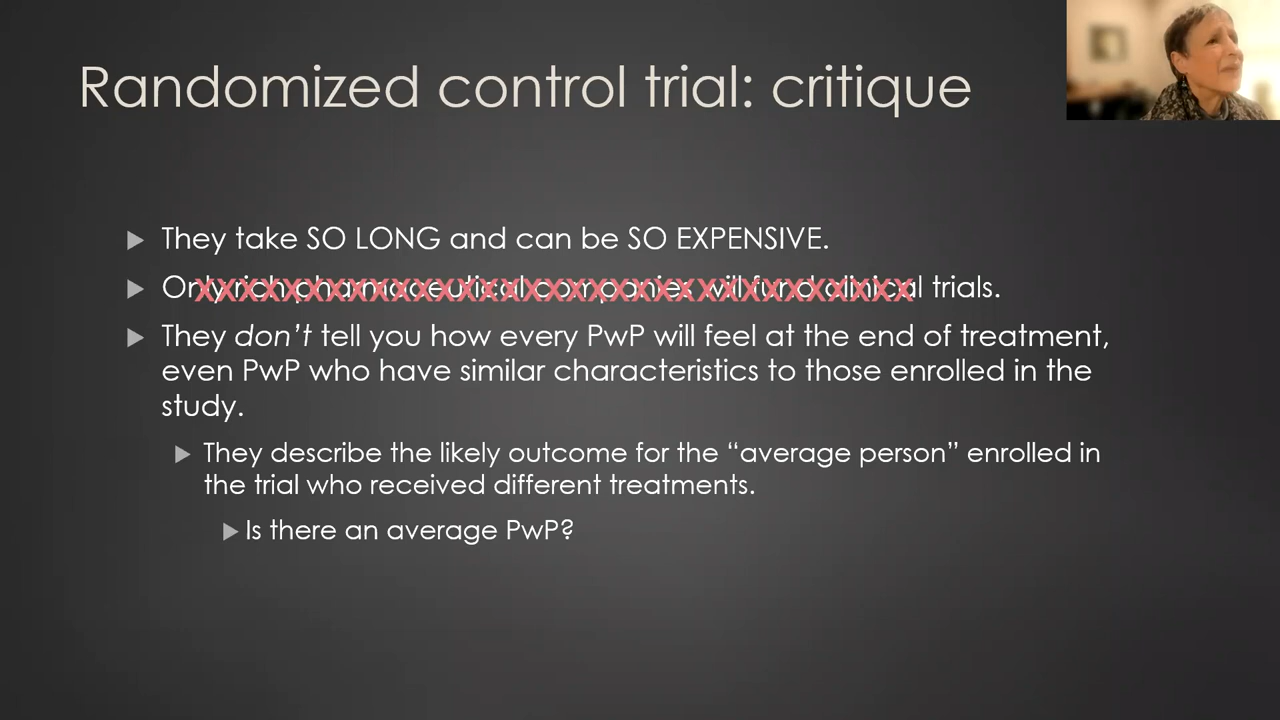 Randomized control trial: critique
They take SO LONG and can be SO EXPENSIVE.
Only rich pharmaceutical companies will fund clinical trials.
They don't tell you how every PwP will feel at the end of treatment,
even PwP who have similar characteristics to those enrolled in the
study.
They describe the likely outcome for the “average person” enrolled in
the trial who received different treatments.
Is there an average PwP?